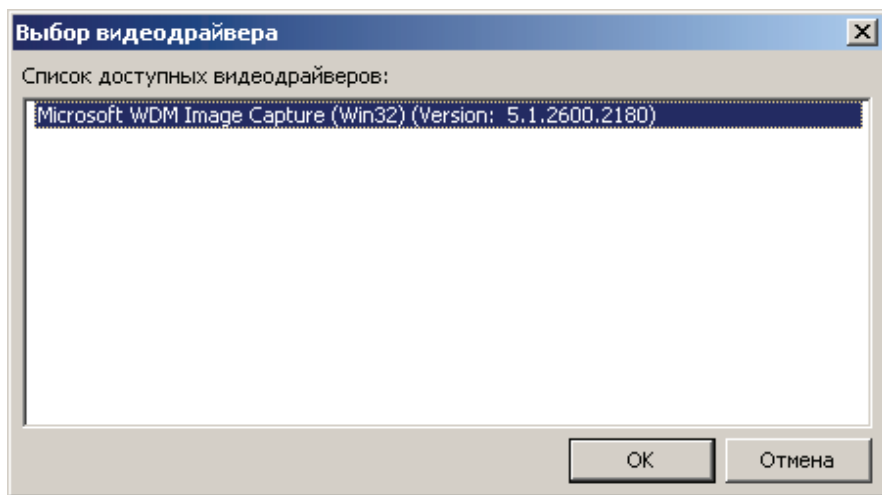 Выбор видеодрайвера
Список доступных видеодрайверов:
Microsoft WDM Image Capture (Win32) (Version:  5.1.2600.2180)
OK
Отмена